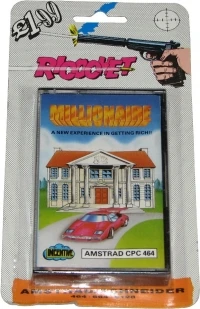 £1.99
RICOCHET
MILLIONAIRE
A NEW EXPERIENCE IN GETTING RICH!!
INCENTIVE
AMSTRAD CPC 464